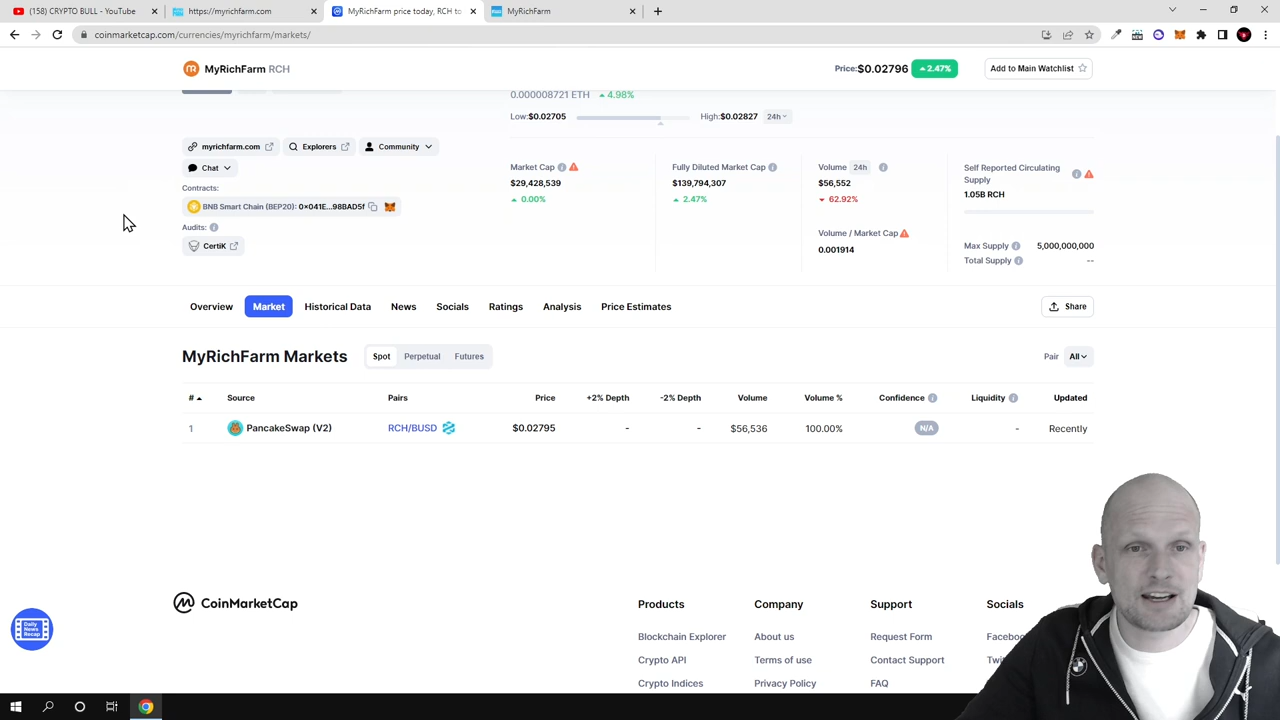 (158) CRYPTO BULL - YouTube
https://myrichfarm.com
MyRichFarm price today, RCH to
MyRichFarm
coinmarketcap.com/currencies/myrichfarm/markets/
MyRichFarm RCH
Price: $0.02796 2.47%
Add to Main Watchlist
0.000008721 ETH 4.98%
Low: $0.02705
High: $0.02827
24h
myrichfarm.com
Explorers
Community
Chat
Contracts:
BNB Smart Chain (BEP20): 0x041E...98BAD5f
Audits:
CertiK
Market Cap
$29,428,539
0.00%
Fully Diluted Market Cap
$139,794,307
2.47%
Volume 24h
$56,552
62.92%
Volume / Market Cap
0.001914
Self Reported Circulating
Supply
1.05B RCH
Max Supply 5,000,000,000
Total Supply --
Overview Market Historical Data News Socials Ratings Analysis Price Estimates
Share
MyRichFarm Markets
Spot Perpetual Futures
Pair All
# Source Pairs Price +2% Depth -2% Depth Volume Volume % Confidence Liquidity Updated
1 PancakeSwap (V2) RCH/BUSD $0.02795 - - $56,536 100.00% N/A - Recently
CoinMarketCap
Daily
News
Recap
Products
Blockchain Explorer
Crypto API
Crypto Indices
Company
About us
Terms of use
Privacy Policy
Support
Request Form
Contact Support
FAQ
Socials